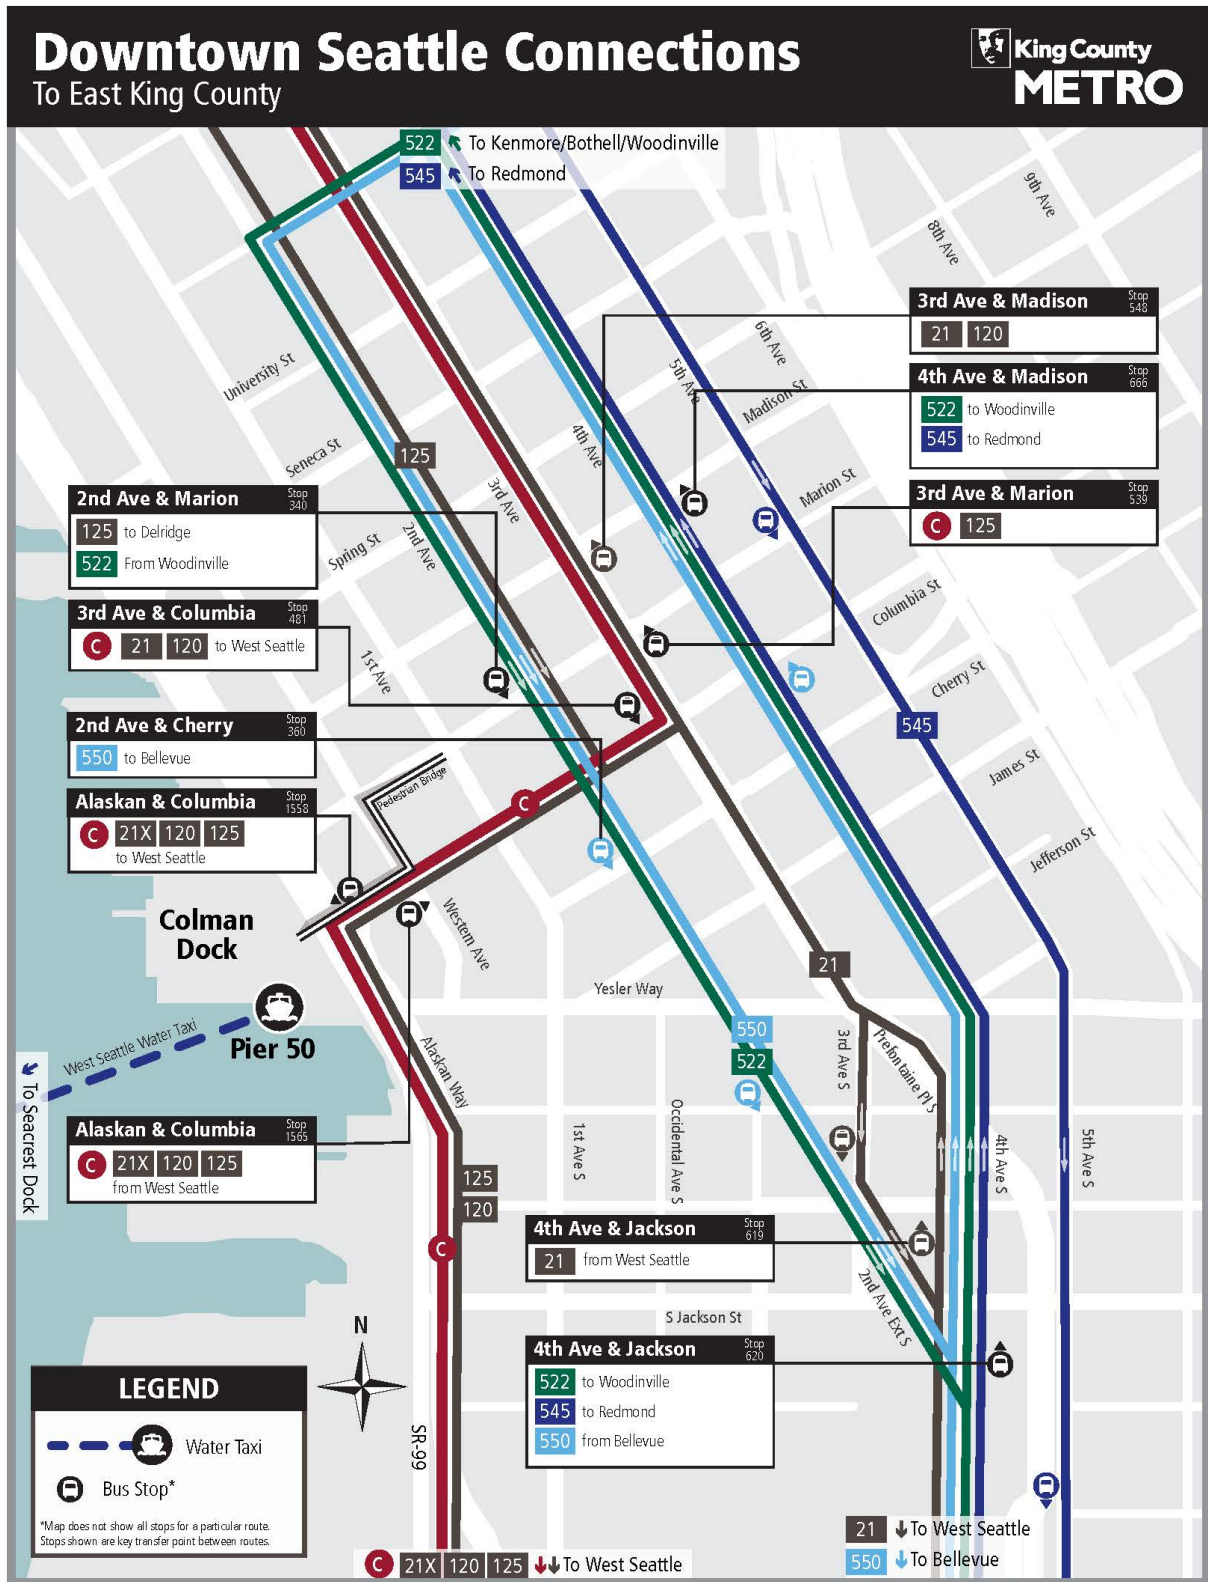 Downtown Seattle Connections
To East King County
King County
METRO
522 To Kenmore/Bothell/Woodinville
545 To Redmond
9th Ave
8th Ave
6th Ave
5th Ave
4th Ave
3rd Ave
2nd Ave
1st Ave
University St
Seneca St
Spring St
Madison St
Marion St
Columbia St
Cherry St
James St
Jefferson St
125
3rd Ave & Madison Stop 548
21 120
4th Ave & Madison Stop 666
522 to Woodinville
545 to Redmond
3rd Ave & Marion Stop 539
C 125
2nd Ave & Marion Stop 340
125 to Delridge
522 From Woodinville
3rd Ave & Columbia Stop 481
C 21 120 to West Seattle
2nd Ave & Cherry Stop 360
550 to Bellevue
Alaskan & Columbia Stop 1558
C 21X 120 125
to West Seattle
Pedestrian Bridge
C
545
Colman
Dock
Western Ave
21
Yesler Way
West Seattle Water Taxi
Pier 50
Alaskan Way
550
522
3rd Ave S
Prefontaine Pl S
To Seacrest Dock
Alaskan & Columbia Stop 1565
C 21X 120 125
from West Seattle
1st Ave S
Occidental Ave S
4th Ave S
5th Ave S
125
120
C
4th Ave & Jackson Stop 619
21 from West Seattle
2nd Ave Ext S
S Jackson St
4th Ave & Jackson Stop 620
522 to Woodinville
545 to Redmond
550 from Bellevue
N
SR-99
LEGEND
Water Taxi
Bus Stop*
*Map does not show all stops for a particular route.
Stops shown are key transfer point between routes.
C 21X 120 125 To West Seattle
21 To West Seattle
550 To Bellevue